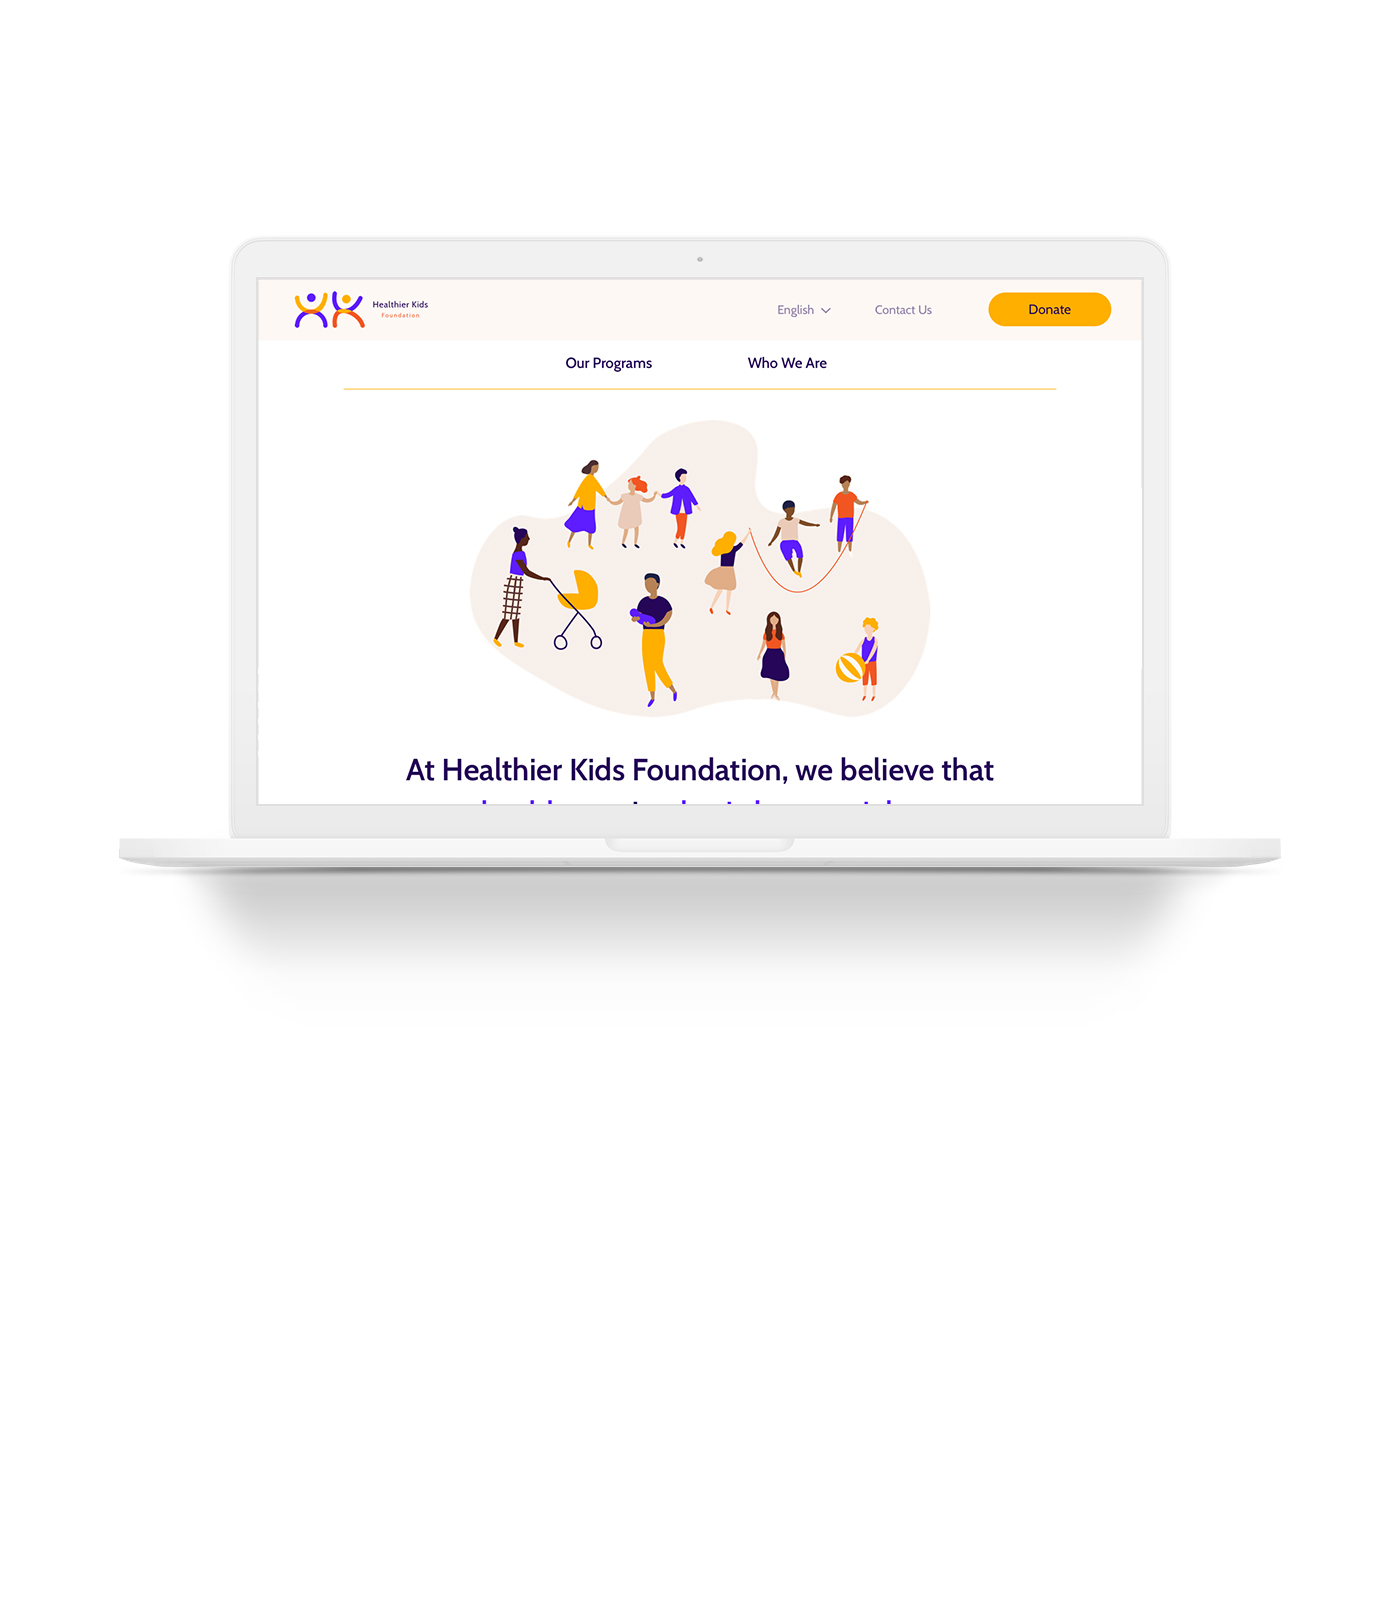 Healthier Kids
Foundation
English
Contact Us
Donate
Our Programs
Who We Are
At Healthier Kids Foundation, we believe that